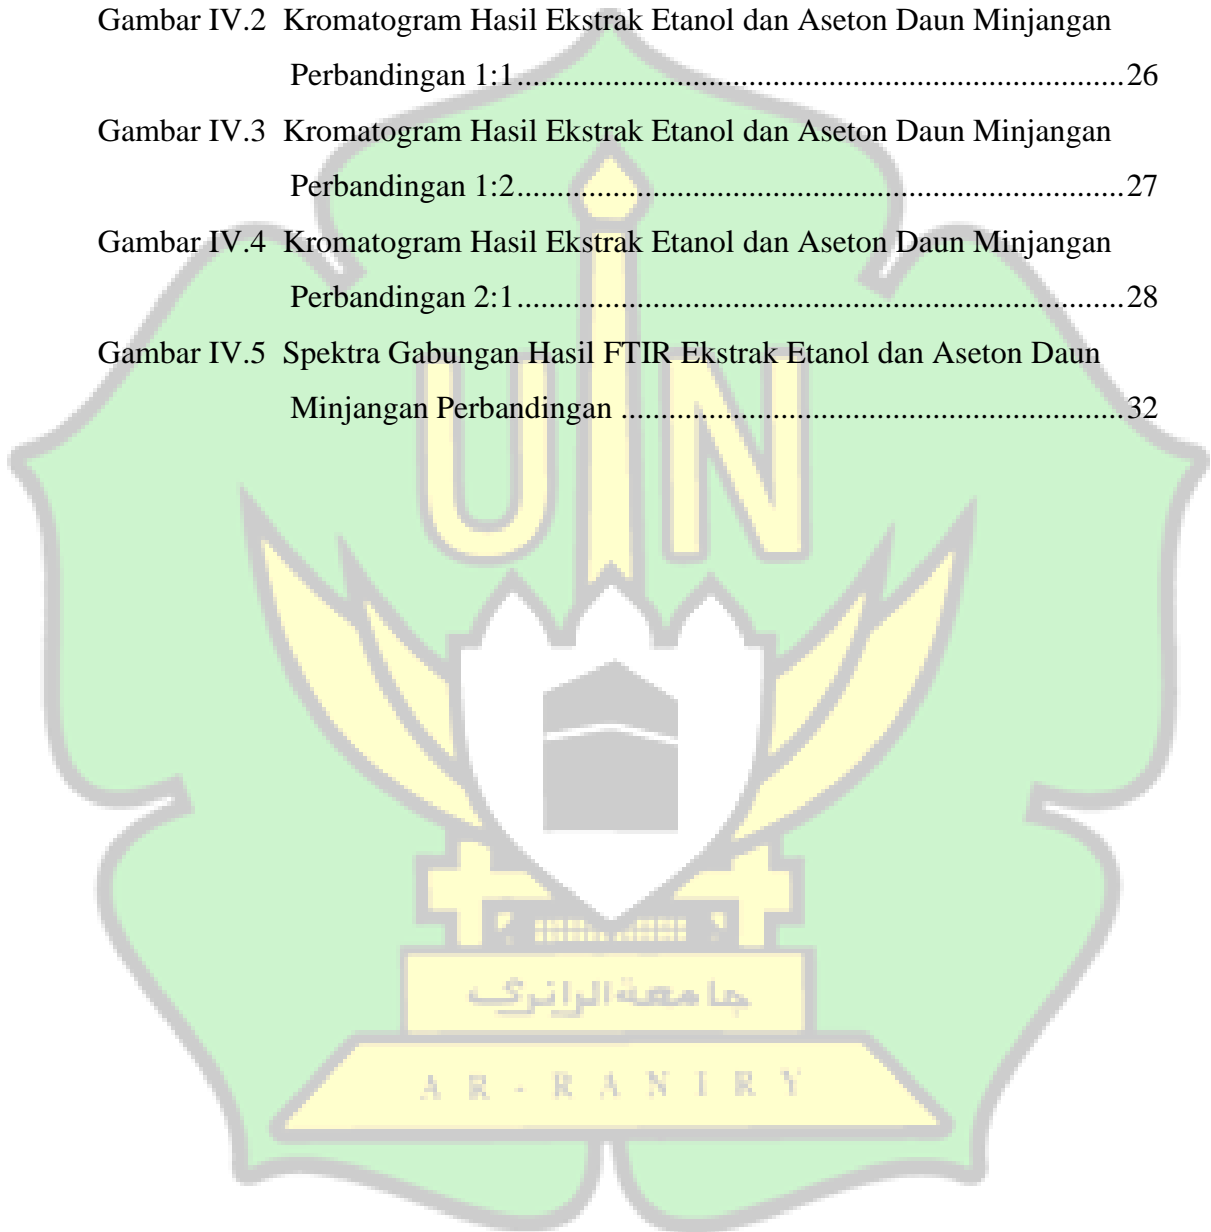 Gambar IV.2 Kromatogram Hasil Ekstrak Etanol dan Aseton Daun Minjangan
Perbandingan 1:1............................................................................26
Gambar IV.3 Kromatogram Hasil Ekstrak Etanol dan Aseton Daun Minjangan
Perbandingan 1:2............................................................................27
Gambar IV.4 Kromatogram Hasil Ekstrak Etanol dan Aseton Daun Minjangan
Perbandingan 2:1............................................................................28
Gambar IV.5 Spektra Gabungan Hasil FTIR Ekstrak Etanol dan Aseton Daun
Minjangan Perbandingan ...............................................................32
UIN
جامعة الرانري
AR-RANIRY